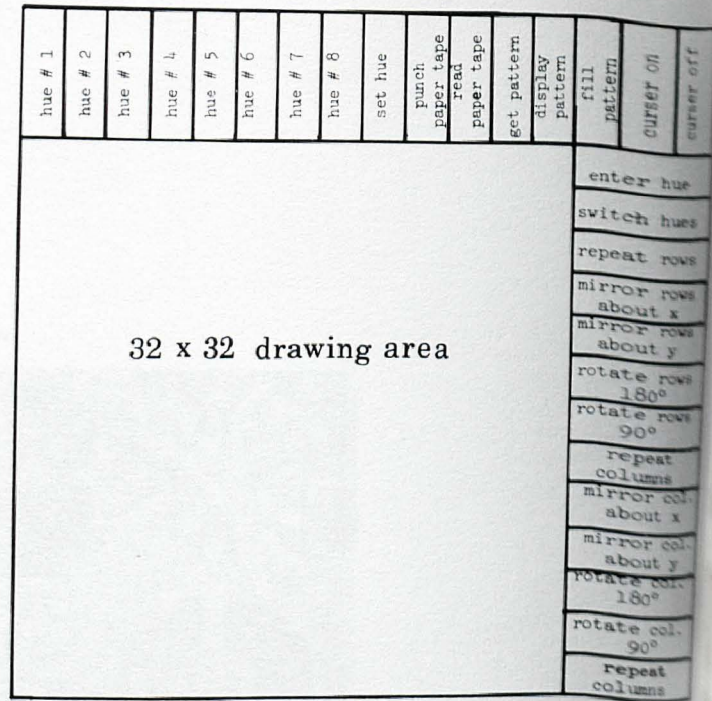 hue # 1
hue # 2
hue # 3
hue # 4
hue # 5
hue # 6
hue # 7
hue # 8
set hue
punch
paper tape
read
paper tape
get pattern
display
pattern
fill
pattern
curser on
curser off
enter hue
switch hues
repeat rows
mirror rows
about x
mirror rows
about y
rotate rows
180°
rotate rows
90°
repeat
columns
mirror col.
about x
mirror col.
about y
rotate col.
180°
rotate col.
90°
repeat
columns
32 x 32 drawing area